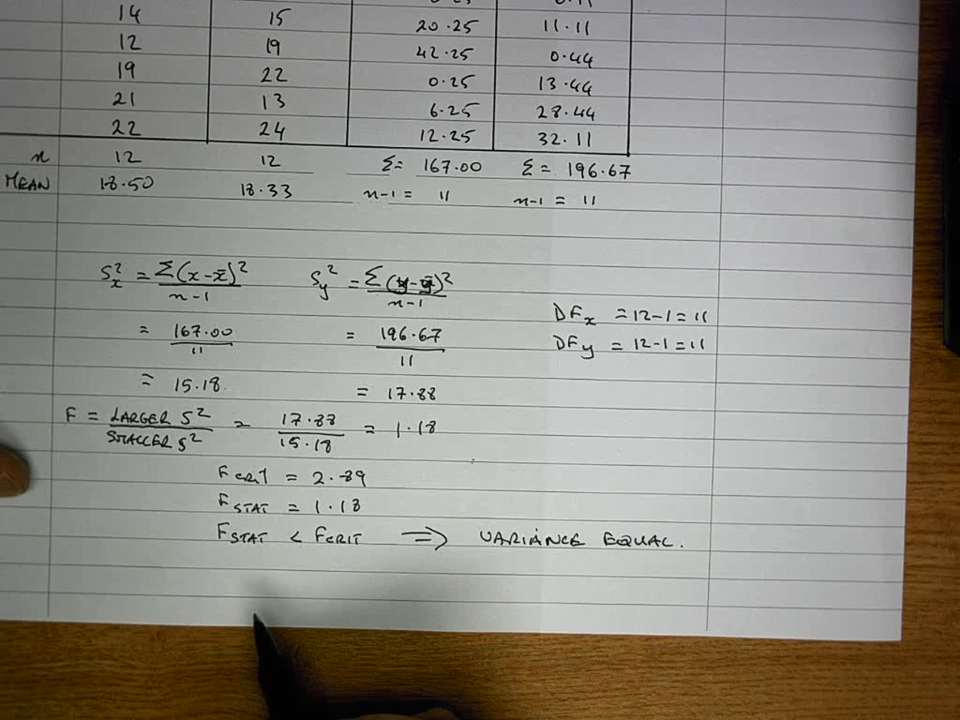 14 15 20.25 11.11
12 19 42.25 0.44
19 22 0.25 13.44
21 13 6.25 28.44
22 24 12.25 32.11
n 12 12 Σ= 167.00 Σ= 196.67
MEAN 18.50 18.33 n-1 = 11 n-1 = 11
Sx² = Σ(x-x̄)² Sy² = Σ(y-ȳ)²
n-1 n-1
DFx = 12-1 = 11
= 167.00 = 196.67 DFy = 12-1 = 11
11 11
= 15.18 = 17.88
F = LARGER S² = 17.88 = 1.18
SMALLER S² 15.18
FCRIT = 2.89
FSTAT = 1.18
FSTAT < FCRIT ⇒ VARIANCE EQUAL.